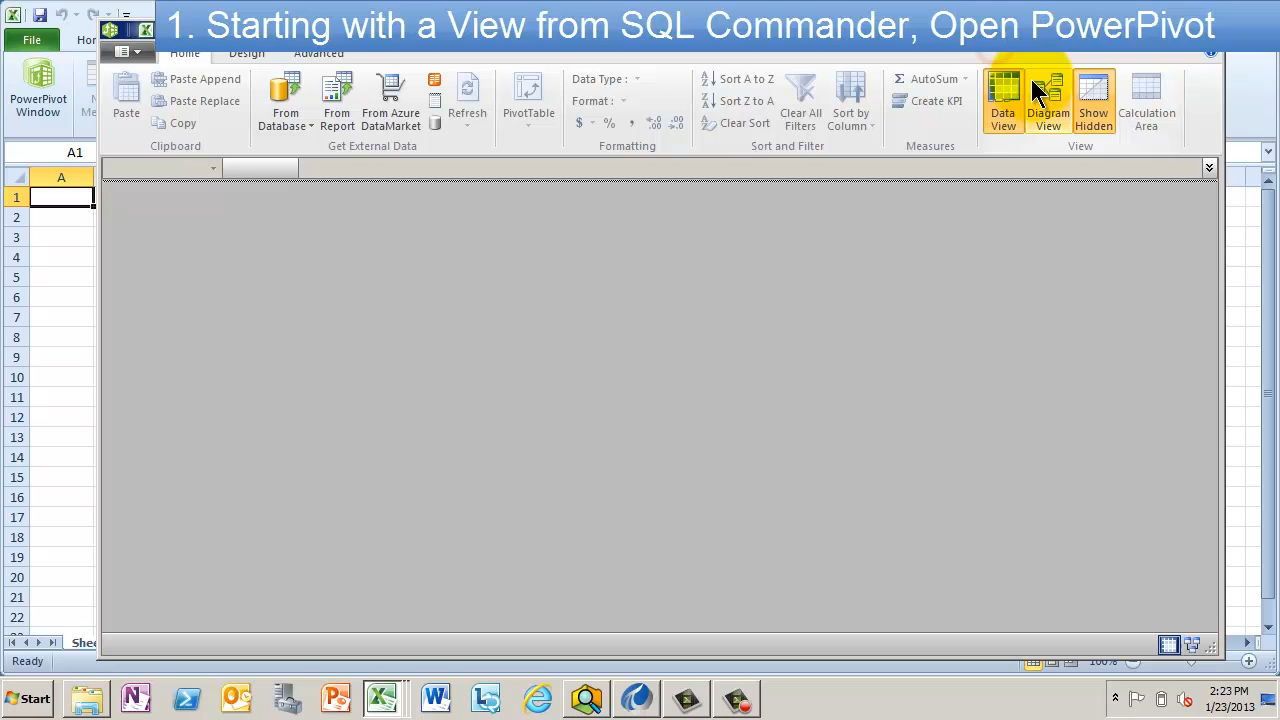 1. Starting with a View from SQL Commander, Open PowerPivot
File
Home Design Advanced
PowerPivot
Window
Paste
Paste Append
Paste Replace
Copy
Clipboard
From
Database
From
Report
From Azure
DataMarket
Refresh
Get External Data
PivotTable
Data Type :
Format :
$ % , .00
Formatting
Sort A to Z
Sort Z to A
Clear Sort
Clear All
Filters
Sort by
Column
Sort and Filter
Σ AutoSum
Create KPI
Measures
Data
View
Diagram
View
Show
Hidden
Calculation
Area
View
A1
A
1
2
3
4
5
6
7
8
9
10
11
12
13
14
15
16
17
18
19
20
21
22
Shee
Ready
100%
Start
2:23 PM
1/23/2013